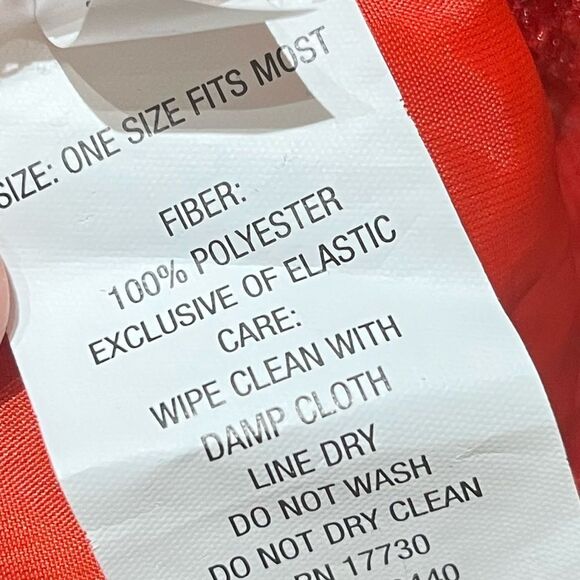 SIZE: ONE SIZE FITS MOST
FIBER:
100% POLYESTER
EXCLUSIVE OF ELASTIC
CARE:
WIPE CLEAN WITH
DAMP CLOTH
LINE DRY
DO NOT WASH
DO NOT DRY CLEAN
RN 17730